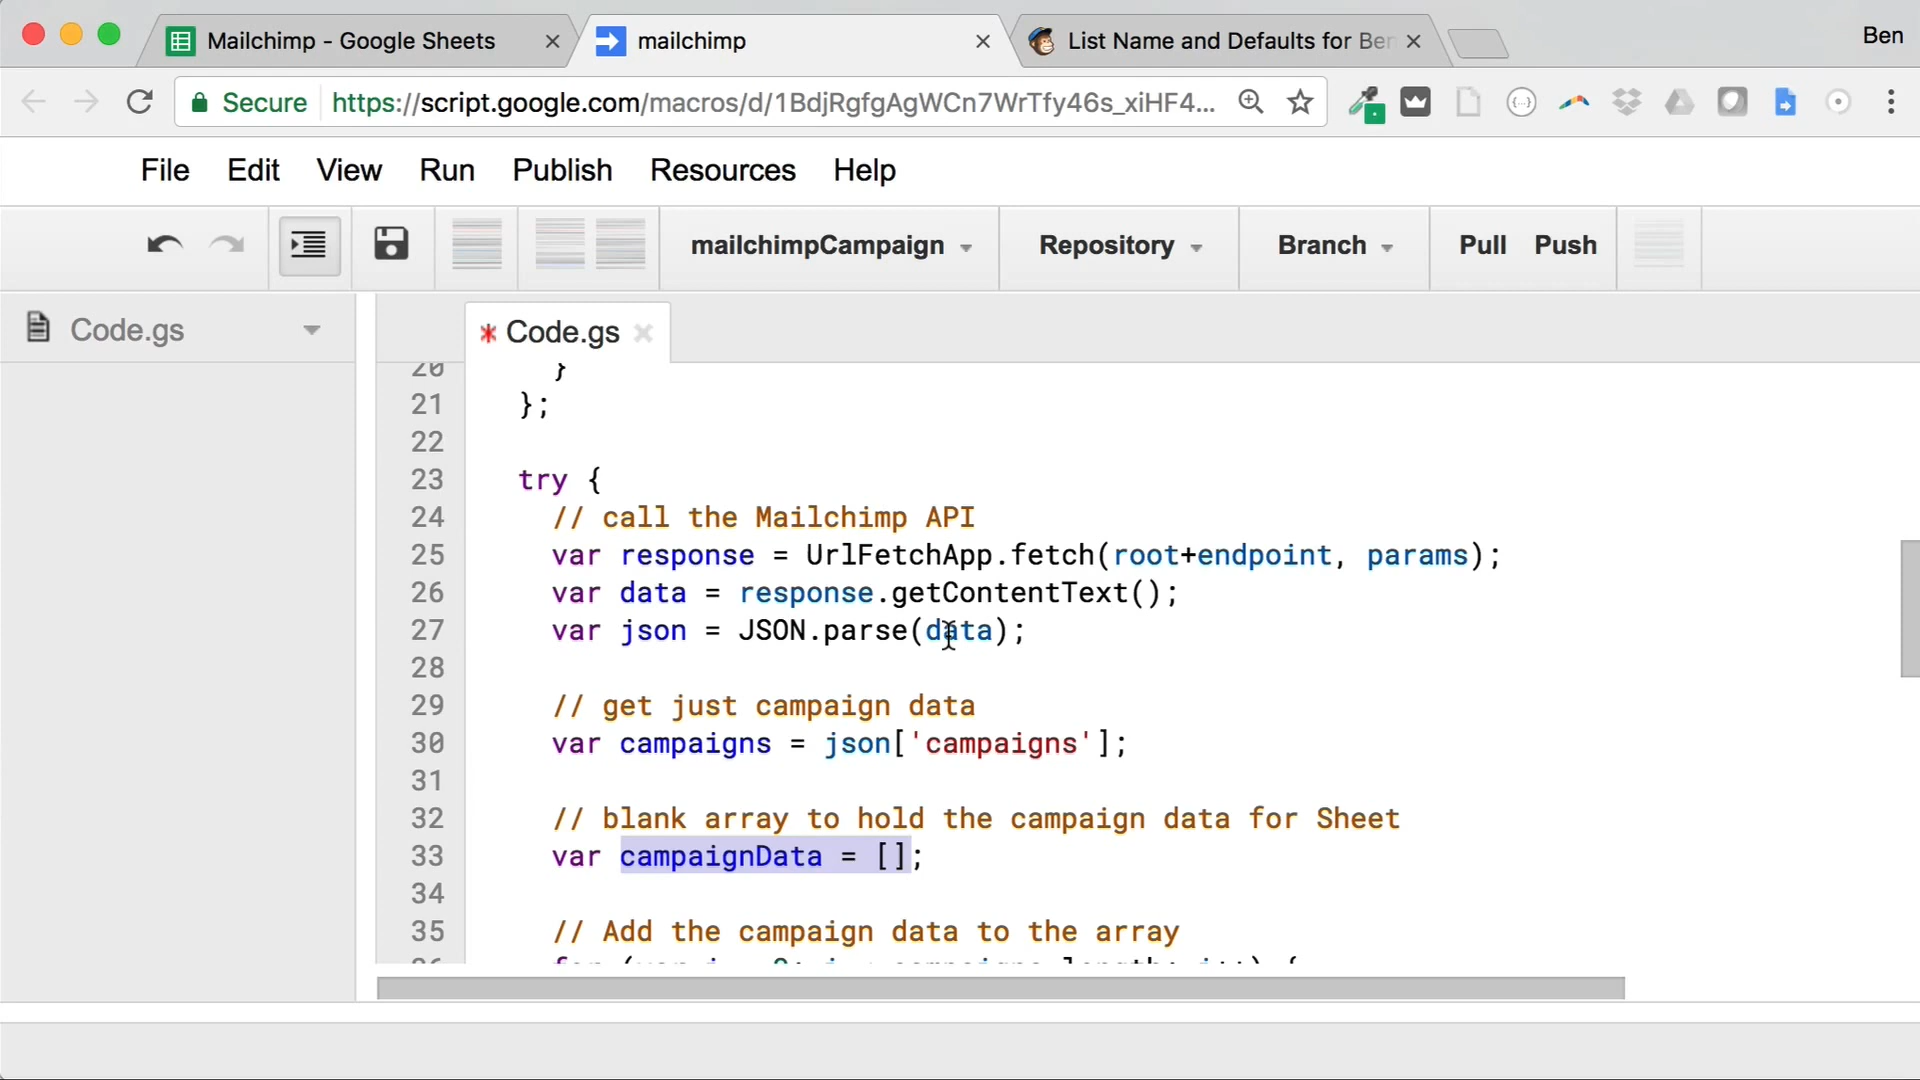 Mailchimp - Google Sheets
mailchimp
List Name and Defaults for Ber
Ben
Secure
https://script.google.com/macros/d/1BdjRgfgAgWCn7WrTfy46s_xiHF4...
File Edit View Run Publish Resources Help
mailchimpCampaign Repository Branch Pull Push
Code.gs
* Code.gs
20 }
21 };
22
23 try {
24 // call the Mailchimp API
25 var response = UrlFetchApp.fetch(root+endpoint, params);
26 var data = response.getContentText();
27 var json = JSON.parse(data);
28
29 // get just campaign data
30 var campaigns = json['campaigns'];
31
32 // blank array to hold the campaign data for Sheet
33 var campaignData = [];
34
35 // Add the campaign data to the array